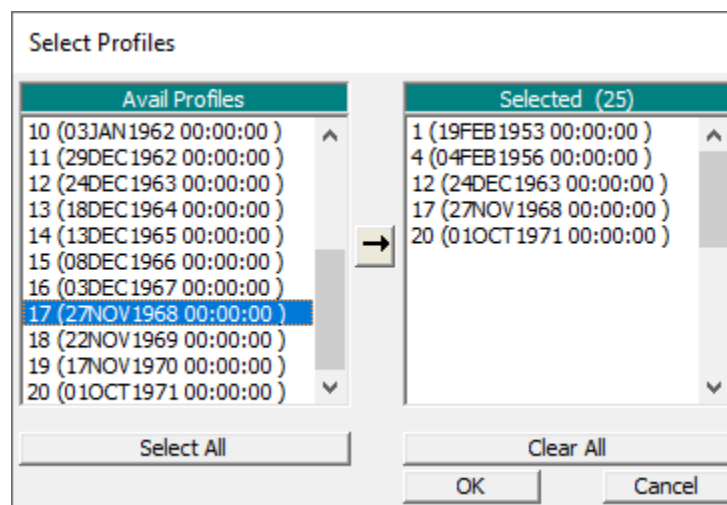 Select Profiles
Avail Profiles
10 (03JAN1962 00:00:00 )
11 (29DEC1962 00:00:00 )
12 (24DEC1963 00:00:00 )
13 (18DEC1964 00:00:00 )
14 (13DEC1965 00:00:00 )
15 (08DEC1966 00:00:00 )
16 (03DEC1967 00:00:00 )
17 (27NOV1968 00:00:00 )
18 (22NOV1969 00:00:00 )
19 (17NOV1970 00:00:00 )
20 (01OCT1971 00:00:00 )
Select All
Selected (25)
1 (19FEB1953 00:00:00 )
4 (04FEB1956 00:00:00 )
12 (24DEC1963 00:00:00 )
17 (27NOV1968 00:00:00 )
20 (01OCT1971 00:00:00 )
Clear All
OK
Cancel